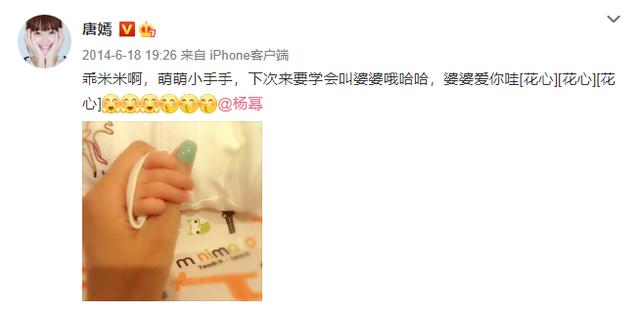 唐嫣
2014-6-18 19:26 来自 iPhone客户端
乖米米啊，萌萌小手手，下次来要学会叫婆婆哦哈哈，婆婆爱你哇[花心][花心][花
心]@杨幂
minimo